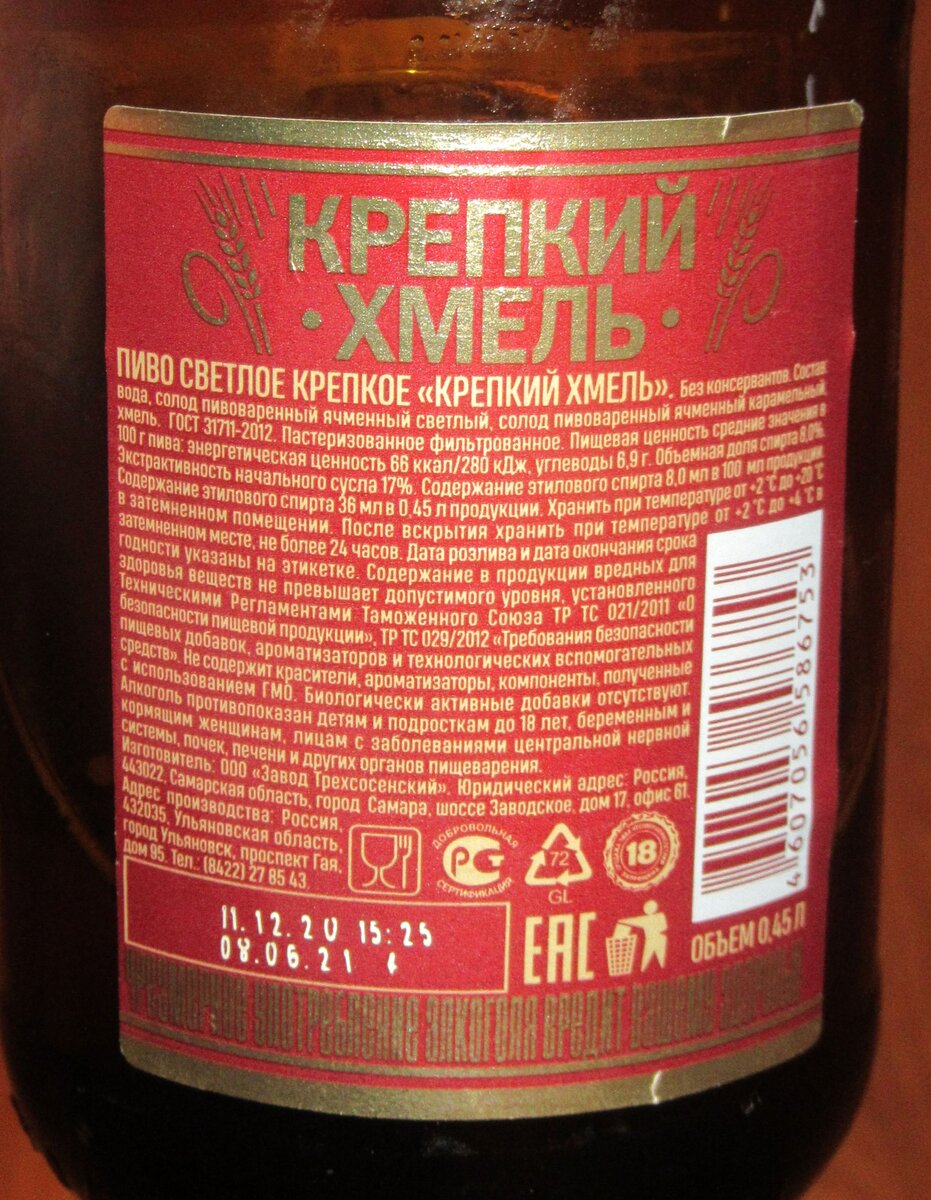 КРЕПКИЙ
·ХМЕЛЬ·
ПИВО СВЕТЛОЕ КРЕПКОЕ «КРЕПКИЙ ХМЕЛЬ». Без консервантов. Состав:
вода, солод пивоваренный ячменный светлый, солод пивоваренный ячменный карамельный,
хмель. ГОСТ 31711-2012. Пастеризованное фильтрованное. Пищевая ценность средние значения в
100 г пива: энергетическая ценность 66 ккал/280 кДж, углеводы 6,9 г. Объемная доля спирта 8,0%.
Экстрактивность начального сусла 17%. Содержание этилового спирта 8,0 мл в 100 мл продукции.
Содержание этилового спирта 36 мл в 0,45 л продукции. Хранить при температуре от +2 °С до +20 °С
в затемненном помещении. После вскрытия хранить при температуре от +2 °С до +4 °С в
затемненном месте, не более 24 часов. Дата розлива и дата окончания срока
годности указаны на этикетке. Содержание в продукции вредных для
здоровья веществ не превышает допустимого уровня, установленного
Техническими Регламентами Таможенного Союза ТР ТС 021/2011 «О
безопасности пищевой продукции», ТР ТС 029/2012 «Требования безопасности
пищевых добавок, ароматизаторов и технологических вспомогательных
средств». Не содержит красители, ароматизаторы, компоненты, полученные
с использованием ГМО. Биологически активные добавки отсутствуют.
Алкоголь противопоказан детям и подросткам до 18 лет, беременным и
кормящим женщинам, лицам с заболеваниями центральной нервной
системы, почек, печени и других органов пищеварения.
Изготовитель: ООО «Завод Трехсосенский». Юридический адрес: Россия,
443022, Самарская область, город Самара, шоссе Заводское, дом 17, офис 61.
Адрес производства: Россия,
432035, Ульяновская область,
город Ульяновск, проспект Гая,
дом 95. Тел.: (8422) 27 85 43.
ДОБРОВОЛЬНАЯ
РСТ
СЕРТИФИКАЦИЯ
72
GL
18
4 607056 586753
11.12.20 15:25
08.06.21 4
EAC
ОБЪЕМ 0,45 Л
ЧРЕЗМЕРНОЕ УПОТРЕБЛЕНИЕ АЛКОГОЛЯ ВРЕДИТ ВАШЕМУ ЗДОРОВЬЮ